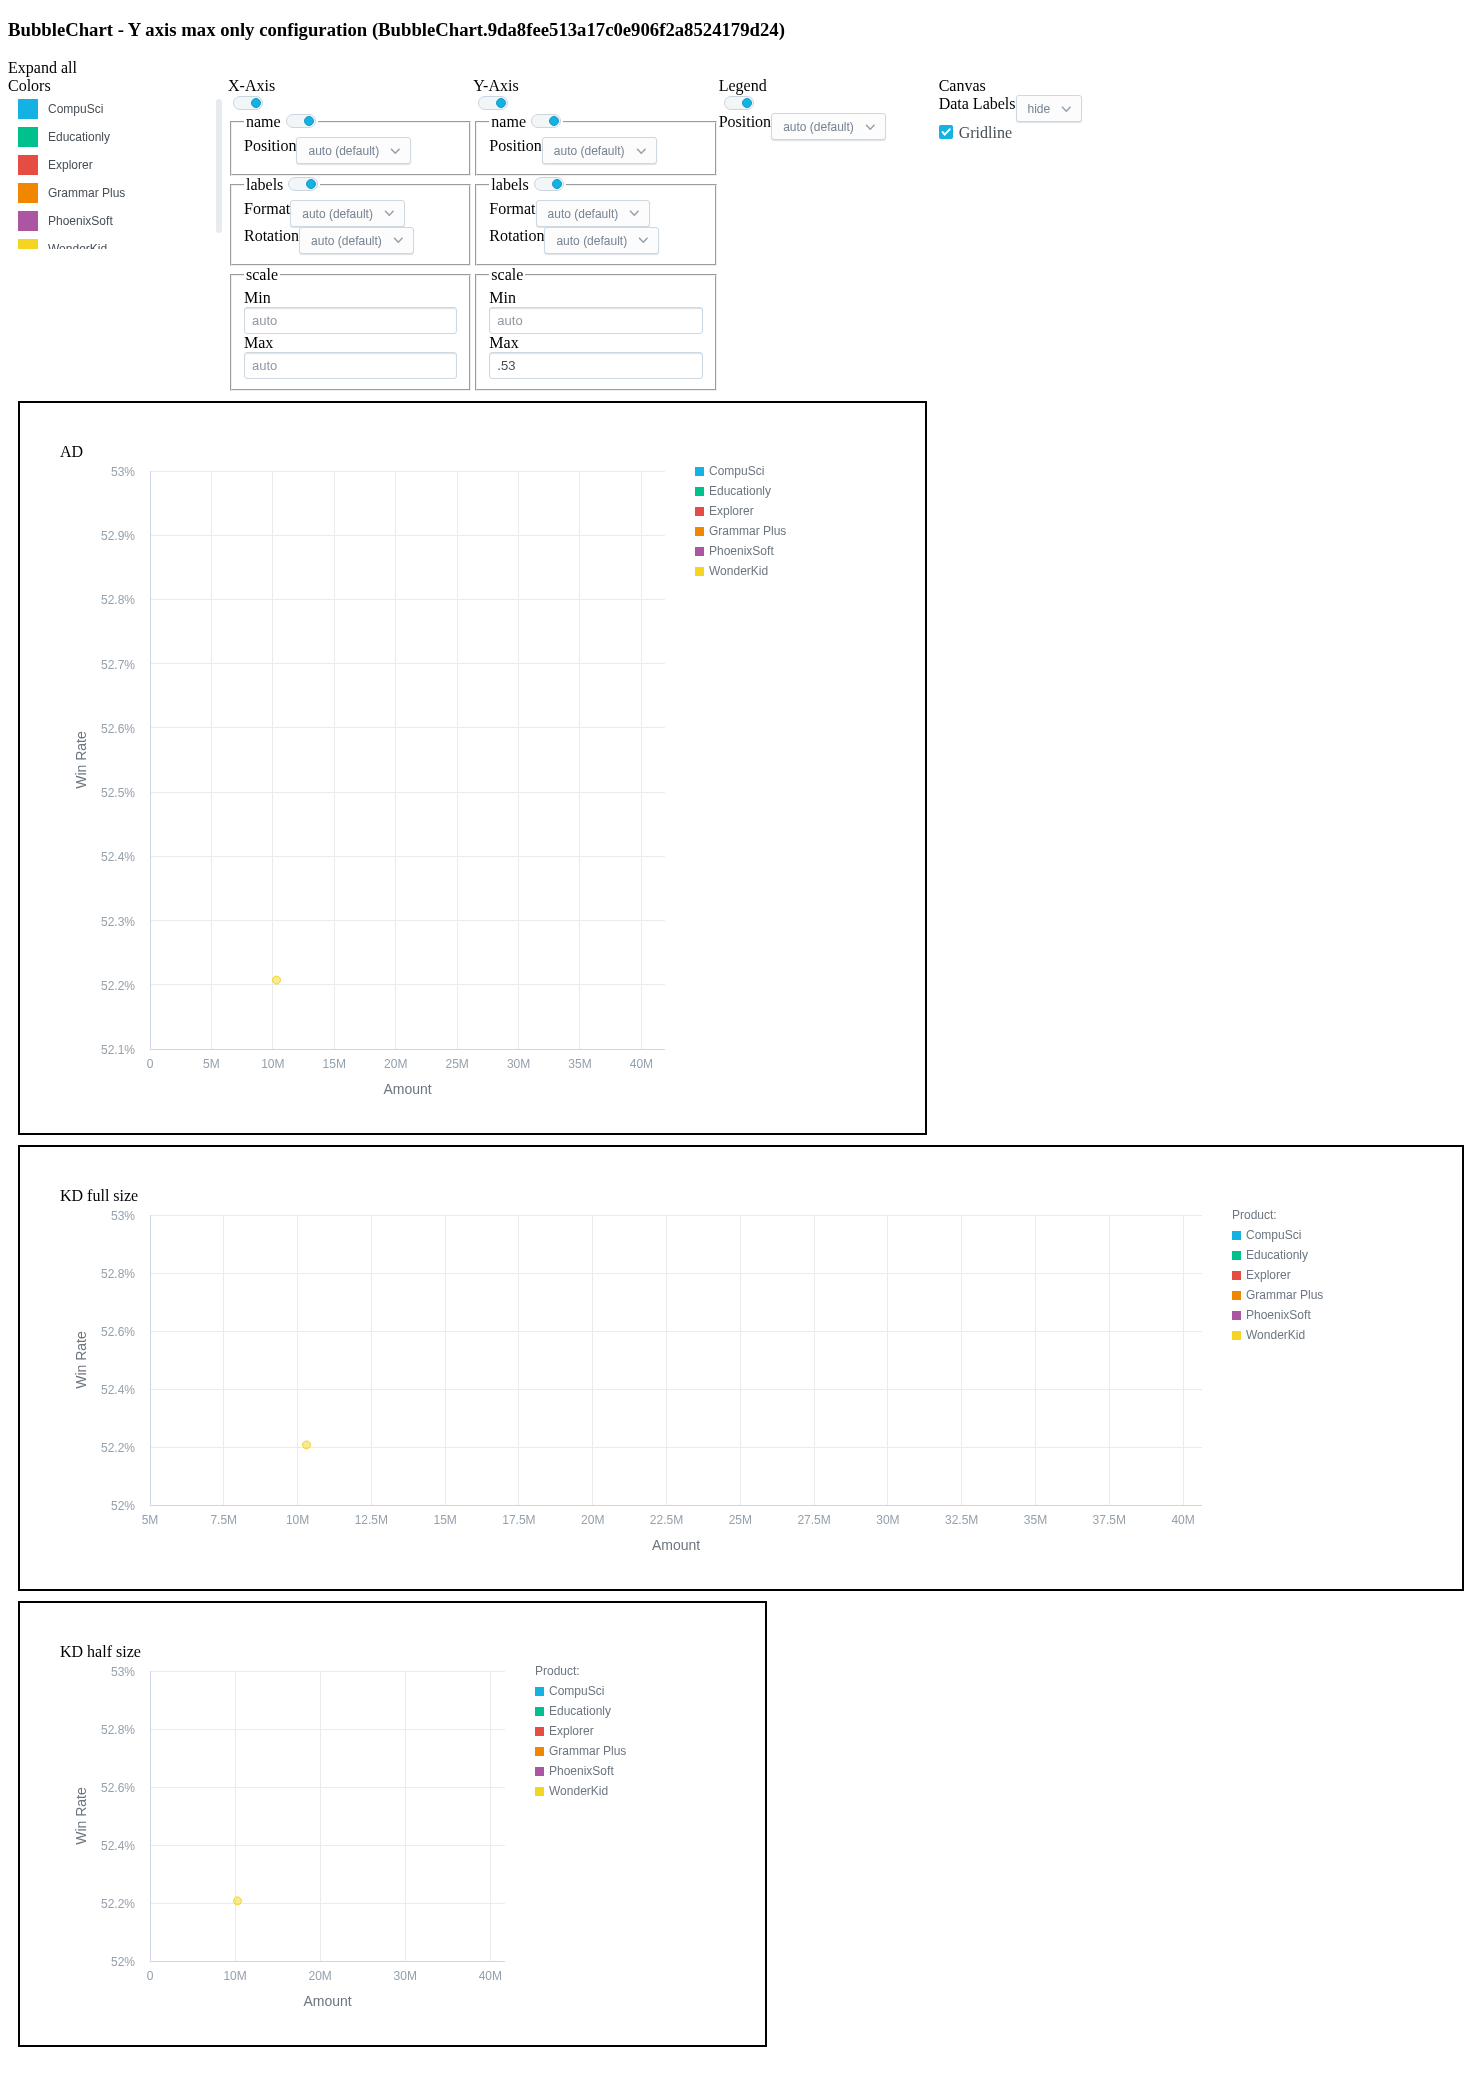 BubbleChart - Y axis max only configuration (BubbleChart.9da8fee513a17c0e906f2a8524179d24)
Expand all
Colors
CompuSci
Educationly
Explorer
Grammar Plus
PhoenixSoft
WonderKid
X-Axis
name
Position auto (default)
labels
Format auto (default)
Rotation auto (default)
scale
Min
auto
Max
auto
Y-Axis
name
Position auto (default)
labels
Format auto (default)
Rotation auto (default)
scale
Min
auto
Max
.53
Legend
Position auto (default)
Canvas
Data Labels hide
Gridline
AD
53%
52.9%
52.8%
52.7%
52.6%
52.5%
52.4%
52.3%
52.2%
52.1%
Win Rate
0 5M 10M 15M 20M 25M 30M 35M 40M
Amount
CompuSci
Educationly
Explorer
Grammar Plus
PhoenixSoft
WonderKid
KD full size
53%
52.8%
52.6%
52.4%
52.2%
52%
Win Rate
5M 7.5M 10M 12.5M 15M 17.5M 20M 22.5M 25M 27.5M 30M 32.5M 35M 37.5M 40M
Amount
Product:
CompuSci
Educationly
Explorer
Grammar Plus
PhoenixSoft
WonderKid
KD half size
53%
52.8%
52.6%
52.4%
52.2%
52%
Win Rate
0 10M 20M 30M 40M
Amount
Product:
CompuSci
Educationly
Explorer
Grammar Plus
PhoenixSoft
WonderKid